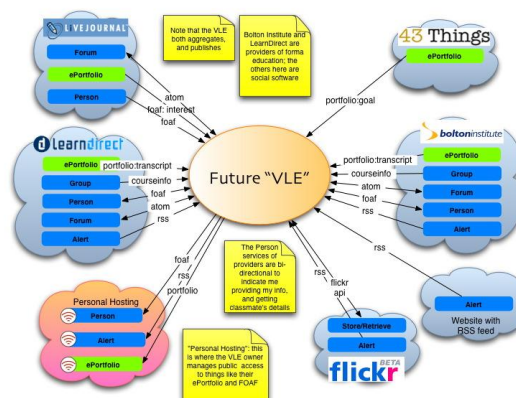 LIVEJOURNAL
Forum
ePortfolio
Person
Note that the VLE
both aggregates,
and publishes
Bolton Institute and
LearnDirect are
providers of formal
education; the
others here are
social software
43 Things
ePortfolio
atom
foaf: interest
foaf
portfolio:goal
learndirect
ePortfolio
Group
Person
Forum
Alert
portfolio:transcript
courseinfo
foaf
atom
rss
Future "VLE"
boltoninstitute
ePortfolio
Group
Forum
Person
Alert
portfolio:transcript
courseinfo
atom
foaf
rss
foaf
rss
portfolio
The Person
services of
providers are bi-
directional to
indicate me
providing my info,
and getting
classmate's details
rss
flickr
api
rss
Personal Hosting
Person
Alert
ePortfolio
"Personal Hosting": this
is where the VLE owner
manages public access
to things like their
ePortfolio and FOAF
Store/Retrieve
Alert
BETA
flickr
Alert
Website with
RSS feed